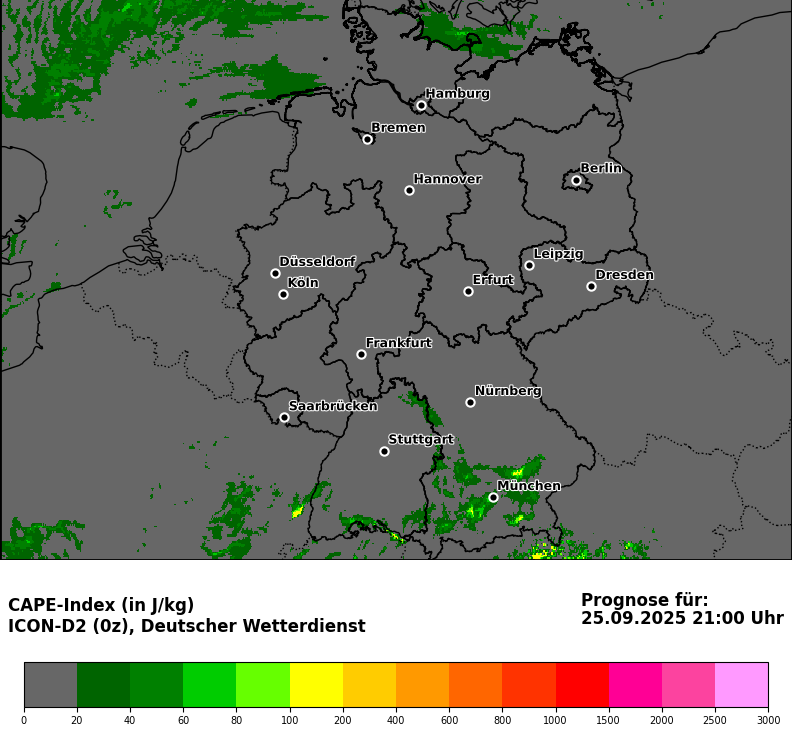 Hamburg
Bremen
Berlin
Hannover
Leipzig
Düsseldorf
Dresden
Köln
Erfurt
Frankfurt
Nürnberg
Saarbrücken
Stuttgart
München
CAPE-Index (in J/kg)
ICON-D2 (0z), Deutscher Wetterdienst
Prognose für:
25.09.2025 21:00 Uhr
0 20 40 60 80 100 200 400 600 800 1000 1500 2000 2500 3000